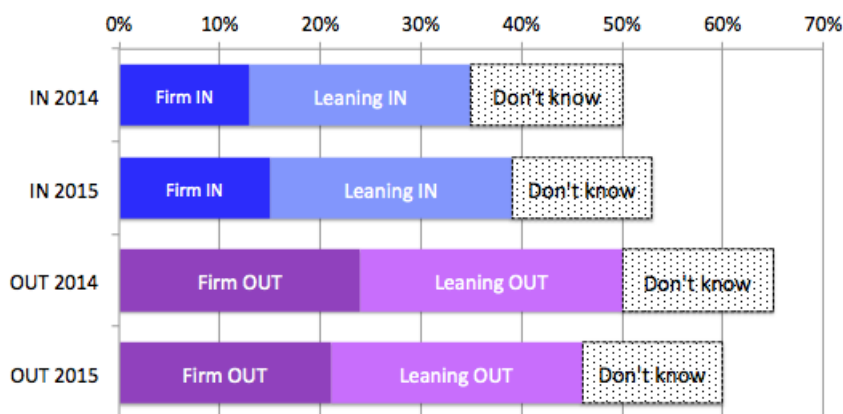 0% 10% 20% 30% 40% 50% 60% 70%
IN 2014 Firm IN Leaning IN Don't know
IN 2015 Firm IN Leaning IN Don't know
OUT 2014 Firm OUT Leaning OUT Don't know
OUT 2015 Firm OUT Leaning OUT Don't know